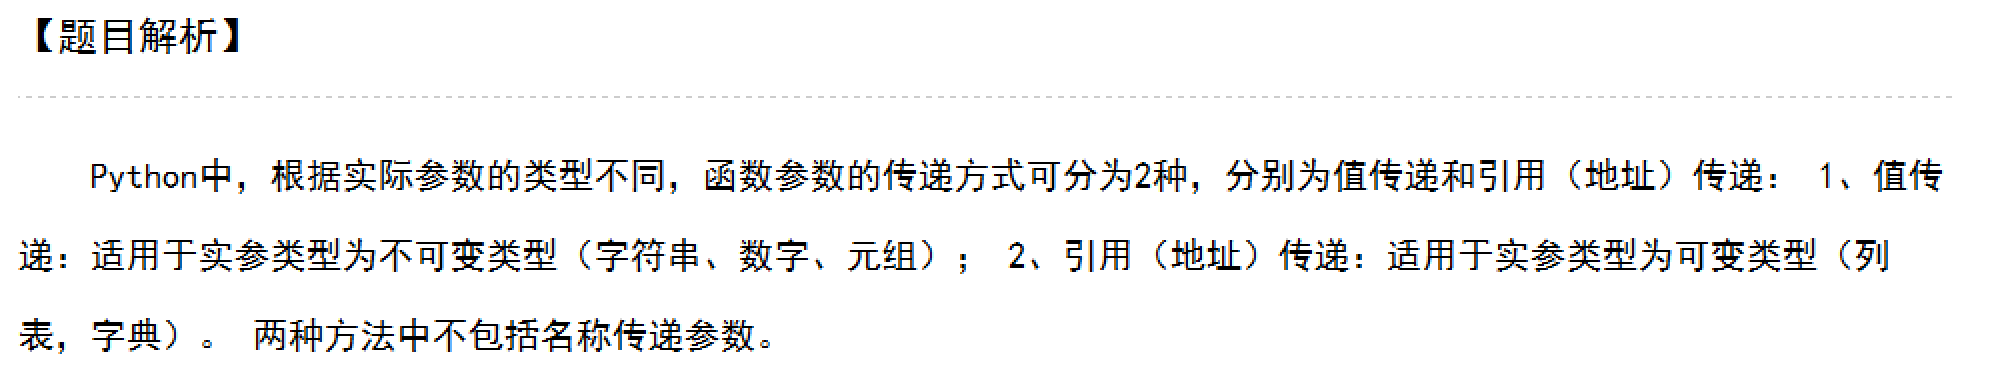 【题目解析】
Python中，根据实际参数的类型不同，函数参数的传递方式可分为2种，分别为值传递和引用（地址）传递： 1、值传
递：适用于实参类型为不可变类型（字符串、数字、元组）； 2、引用（地址）传递：适用于实参类型为可变类型（列
表，字典）。 两种方法中不包括名称传递参数。